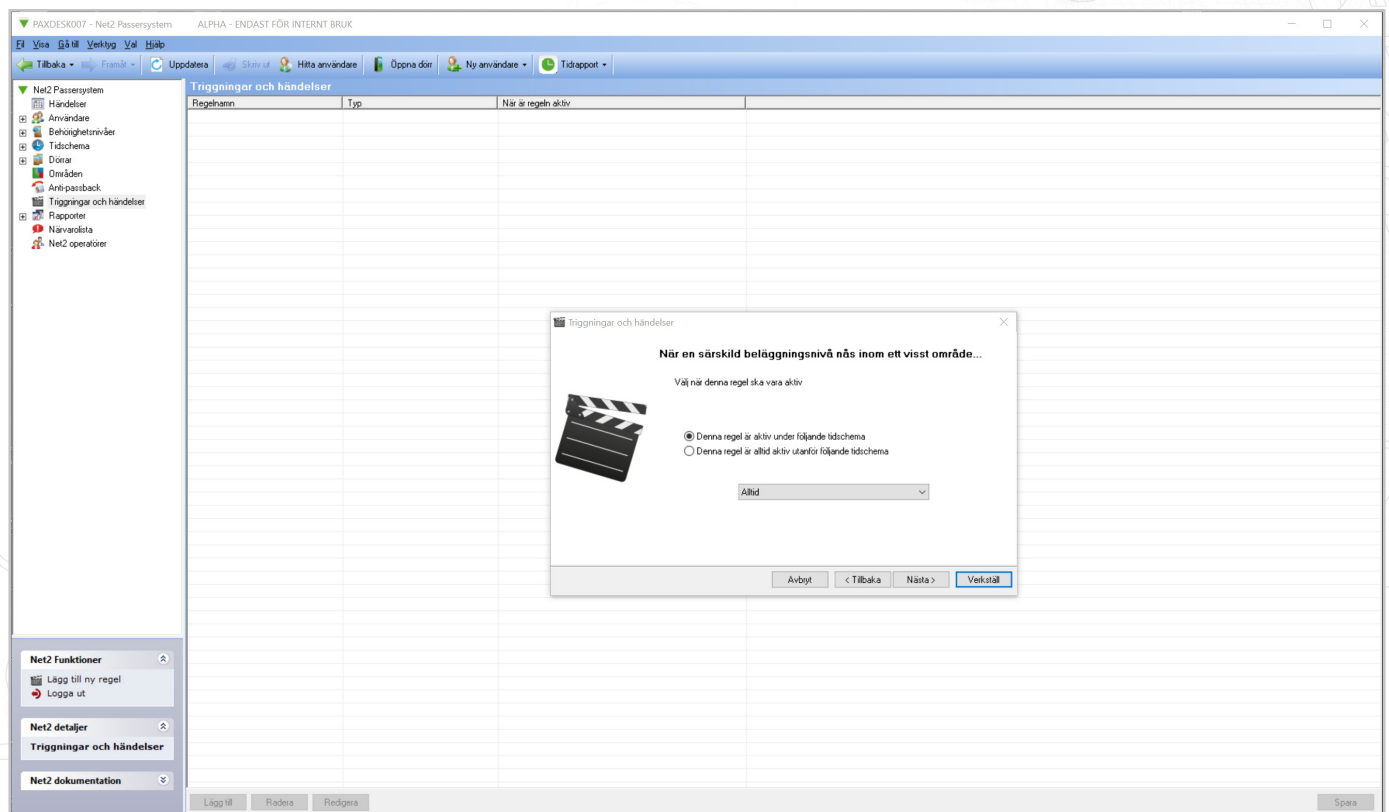 PAXDESK007 - Net2 Passersystem ALPHA - ENDAST FÖR INTERNT BRUK
Fil Visa Gå till Verktyg Val Hjälp
Tillbaka Framåt Uppdatera Skriv ut Hitta användare Öppna dörr Ny användare Tidrapport
Net2 Passersystem
Händelser
Användare
Behörighetsnivåer
Tidschema
Dörrar
Områden
Anti-passback
Triggningar och händelser
Rapporter
Närvarolista
Net2 operatörer
Triggningar och händelser
Regelnamn Typ När är regeln aktiv
Triggningar och händelser
När en särskild beläggningsnivå nås inom ett visst område...
Välj när denna regel ska vara aktiv
Denna regel är aktiv under följande tidschema
Denna regel är alltid aktiv utanför följande tidschema
Alltid
Avbryt < Tillbaka Nästa > Verkställ
Net2 Funktioner
Lägg till ny regel
Logga ut
Net2 detaljer
Triggningar och händelser
Net2 dokumentation
Lägg till Radera Redigera Spara